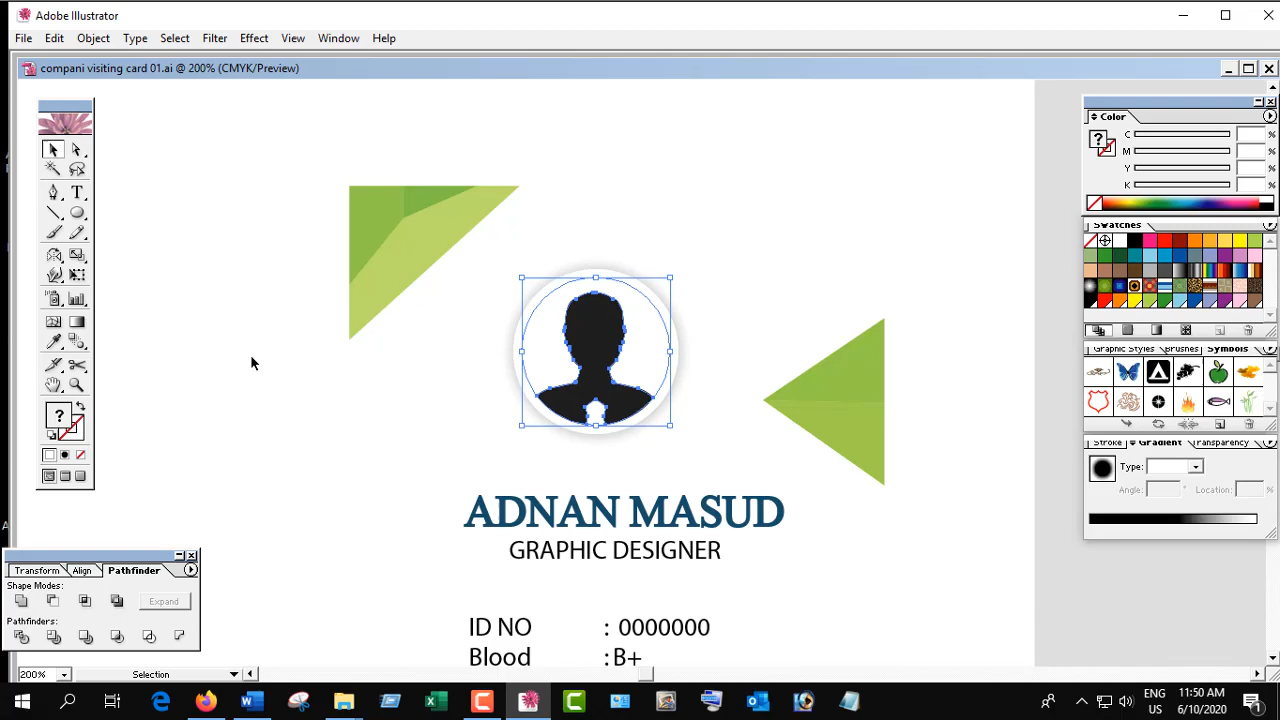 Adobe Illustrator
File Edit Object Type Select Filter Effect View Window Help
compani visiting card 01.ai @ 200% (CMYK/Preview)
Color
C %
M %
Y %
K %
Swatches
Graphic Styles Brushes Symbols
Stroke Gradient Transparency
Type:
Angle: ° Location: %
ADNAN MASUD
GRAPHIC DESIGNER
ID NO : 0000000
Blood : B+
Transform Align Pathfinder
Shape Modes:
Expand
Pathfinders:
200% Selection
ENG
US
11:50 AM
6/10/2020